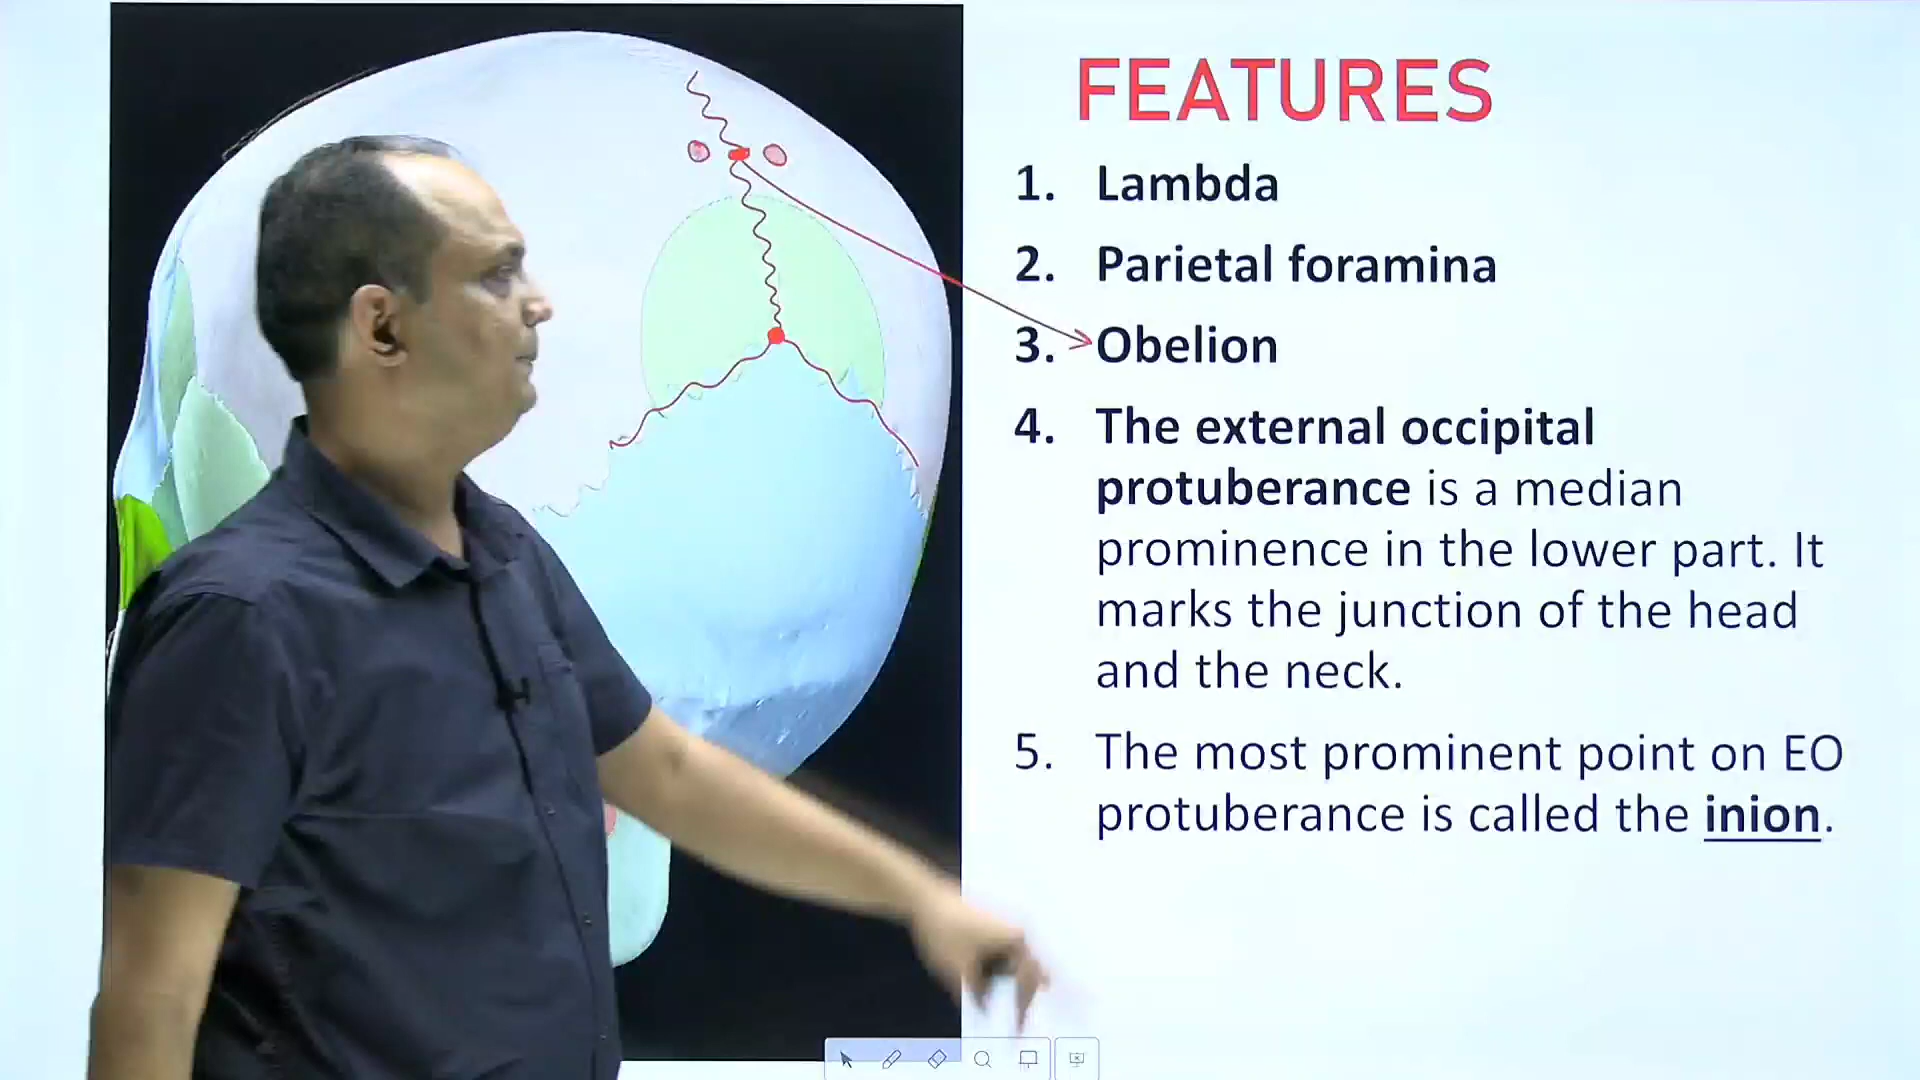 FEATURES
1. Lambda
2. Parietal foramina
3. Obelion
4. The external occipital
protuberance is a median
prominence in the lower part. It
marks the junction of the head
and the neck.
5. The most prominent point on EO
protuberance is called the inion.